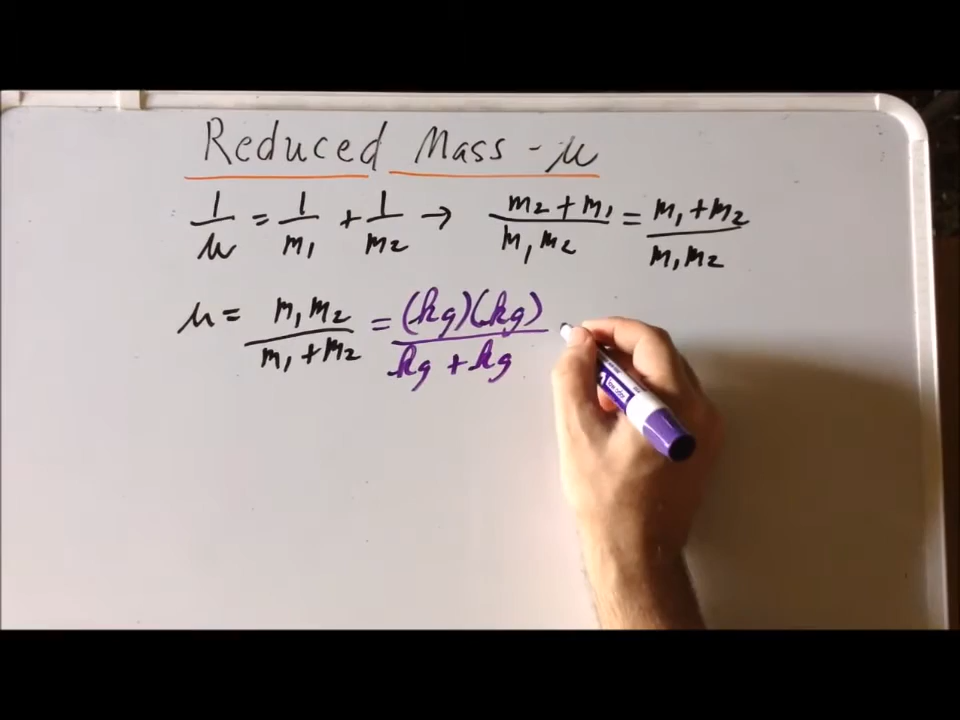 Reduced Mass - μ
1/μ = 1/m₁ + 1/m₂ → (m₂ + m₁)/(m₁m₂) = (m₁ + m₂)/(m₁m₂)
μ = (m₁m₂)/(m₁ + m₂) = (kg)(kg)/(kg + kg)